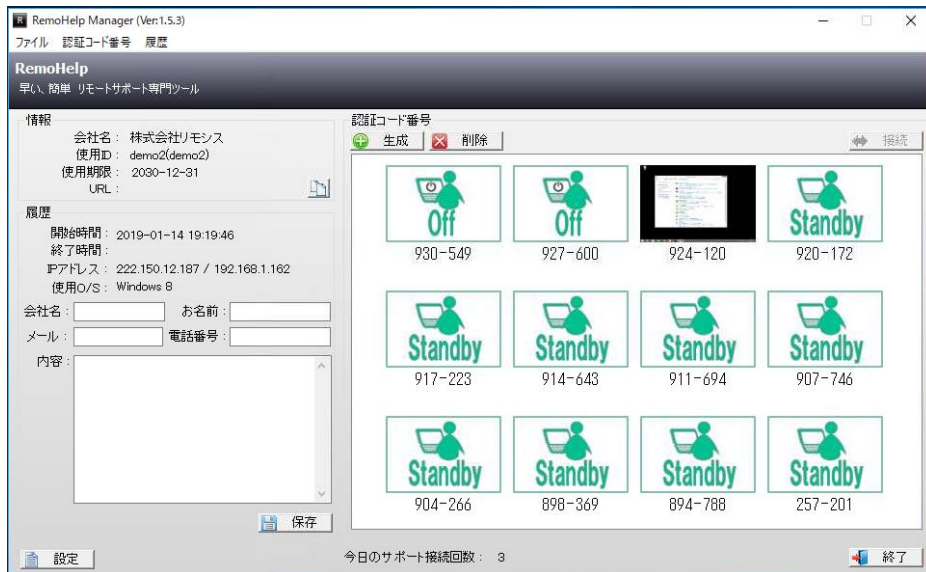 RemoHelp Manager (Ver:1.5.3)
ファイル 認証コード番号 履歴
RemoHelp
早い、簡単 リモートサポート専門ツール
情報
会社名: 株式会社リモシス
使用ID: demo2(demo2)
使用期限: 2030-12-31
URL:
履歴
開始時間: 2019-01-14 19:19:46
終了時間:
IPアドレス: 222.150.12.187 / 192.168.1.162
使用O/S: Windows 8
会社名: お名前:
メール: 電話番号:
内容:
保存
設定
認証コード番号
生成 削除 接続
Off Off Standby
930-549 927-600 924-120 920-172
Standby Standby Standby Standby
917-223 914-643 911-694 907-746
Standby Standby Standby Standby
904-266 898-369 894-788 257-201
今日のサポート接続回数: 3
終了